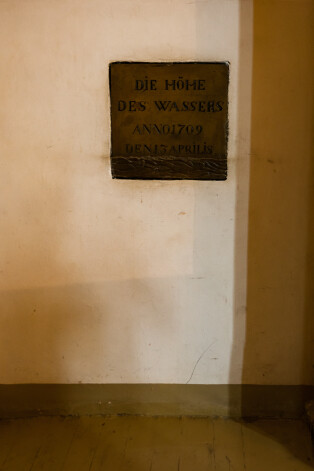 DIE HÖHE
DES WASSERS
ANNO 1709
DEN 13 APRILIS